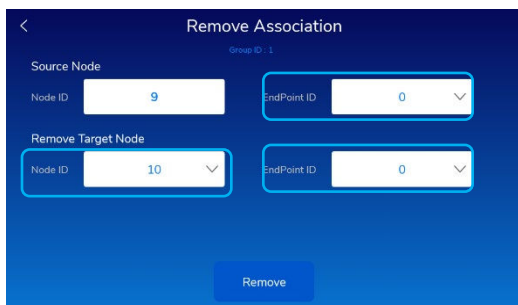 Remove Association
Group ID : 1
Source Node
Node ID 9 EndPoint ID 0
Remove Target Node
Node ID 10 EndPoint ID 0
Remove